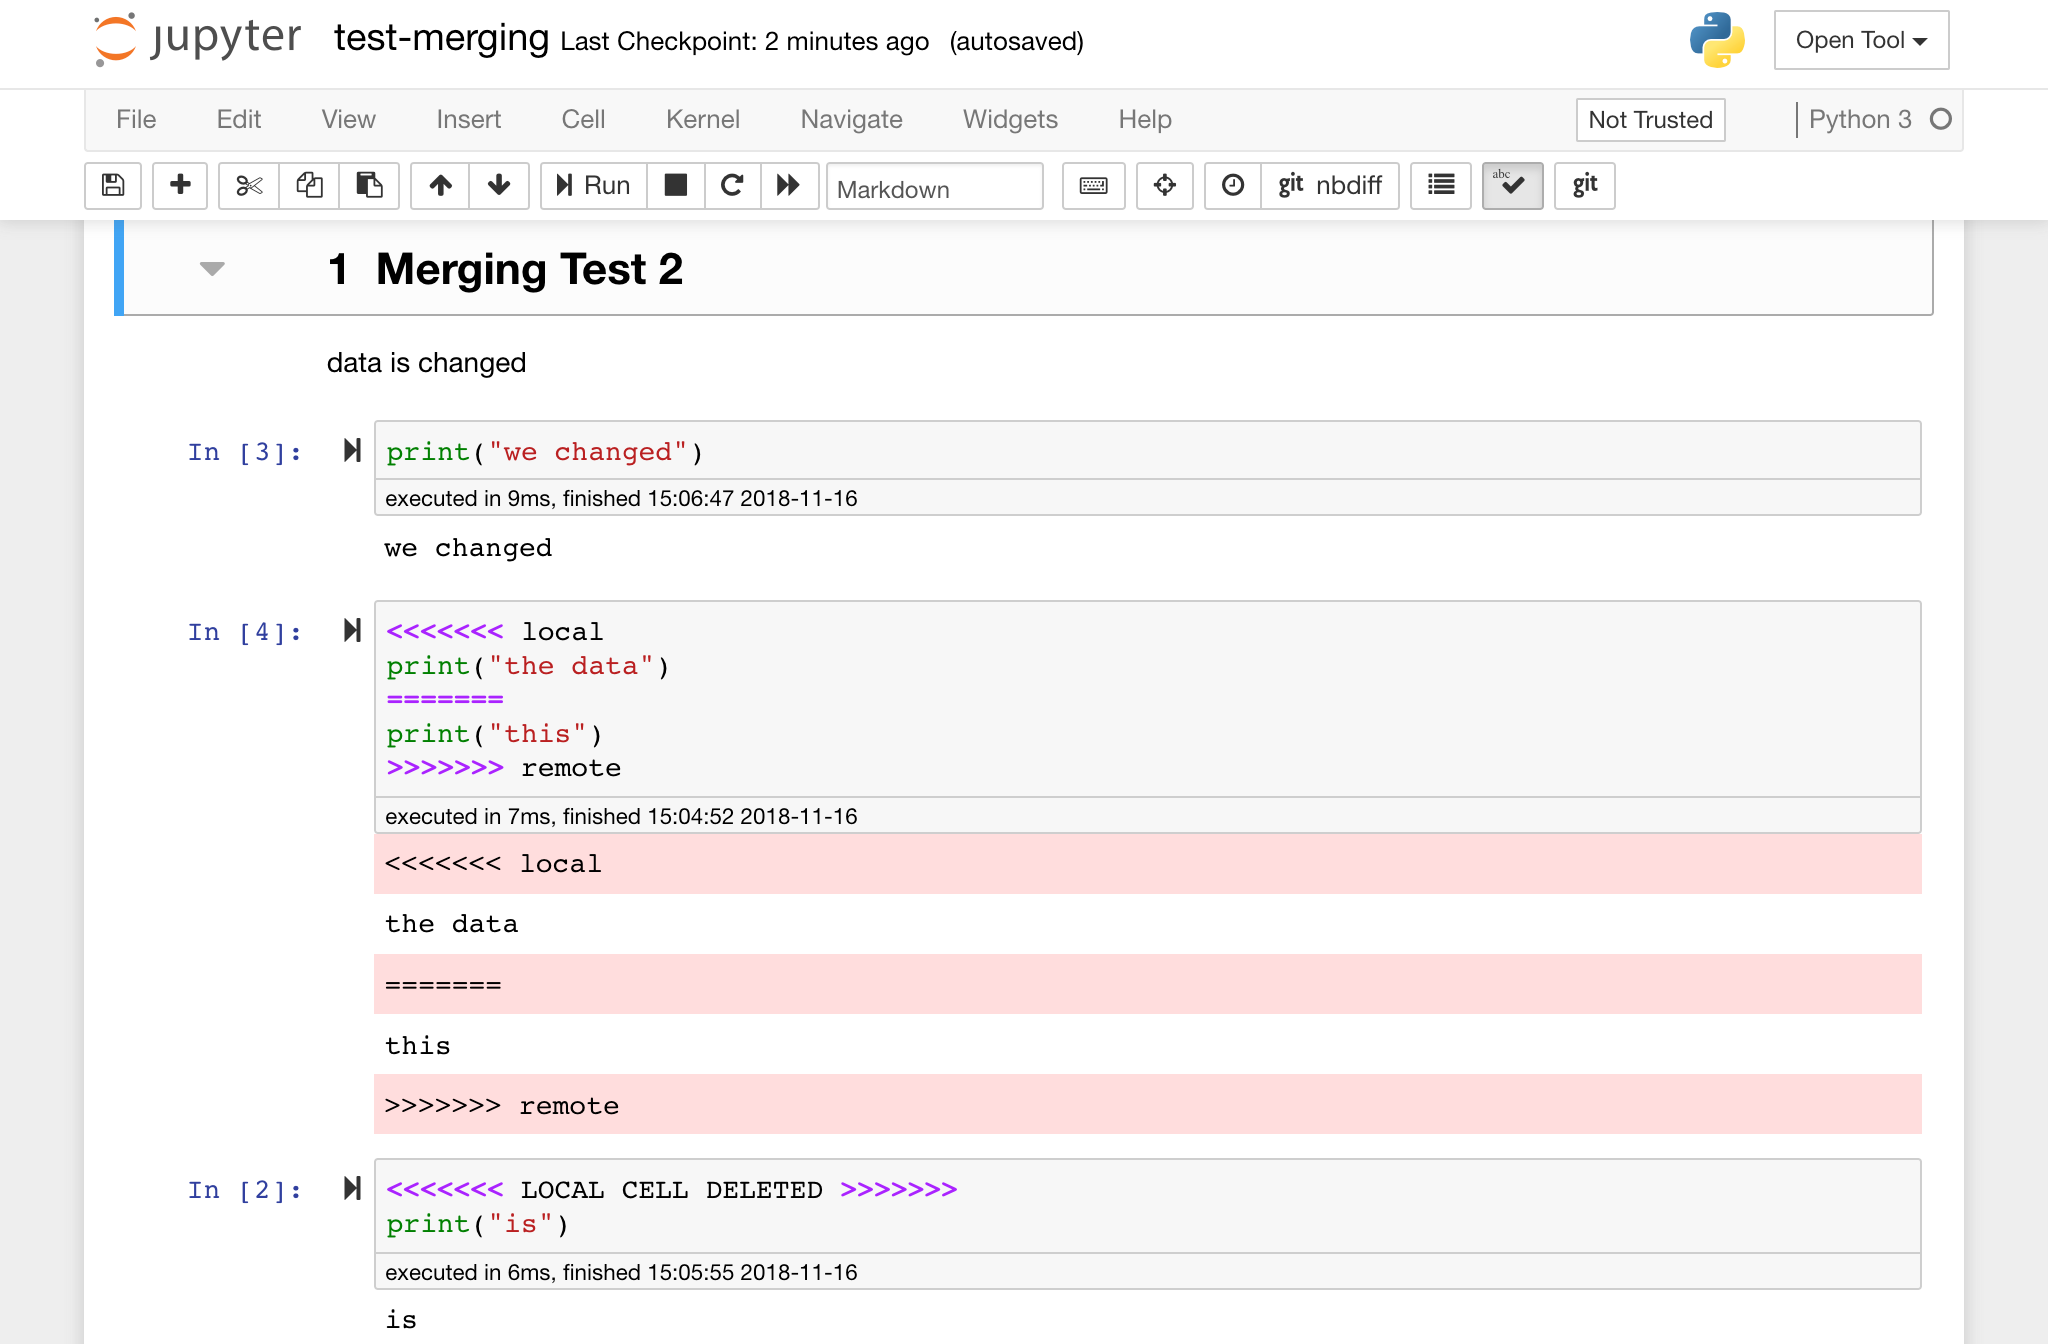 jupyter test-merging Last Checkpoint: 2 minutes ago (autosaved) Open Tool
File Edit View Insert Cell Kernel Navigate Widgets Help Not Trusted Python 3
Run Markdown git nbdiff abc git
1 Merging Test 2
data is changed
In [3]: print("we changed")
executed in 9ms, finished 15:06:47 2018-11-16
we changed
In [4]: <<<<<<< local
print("the data")
=======
print("this")
>>>>>>> remote
executed in 7ms, finished 15:04:52 2018-11-16
<<<<<<< local
the data
=======
this
>>>>>>> remote
In [2]: <<<<<<< LOCAL CELL DELETED >>>>>>>
print("is")
executed in 6ms, finished 15:05:55 2018-11-16
is